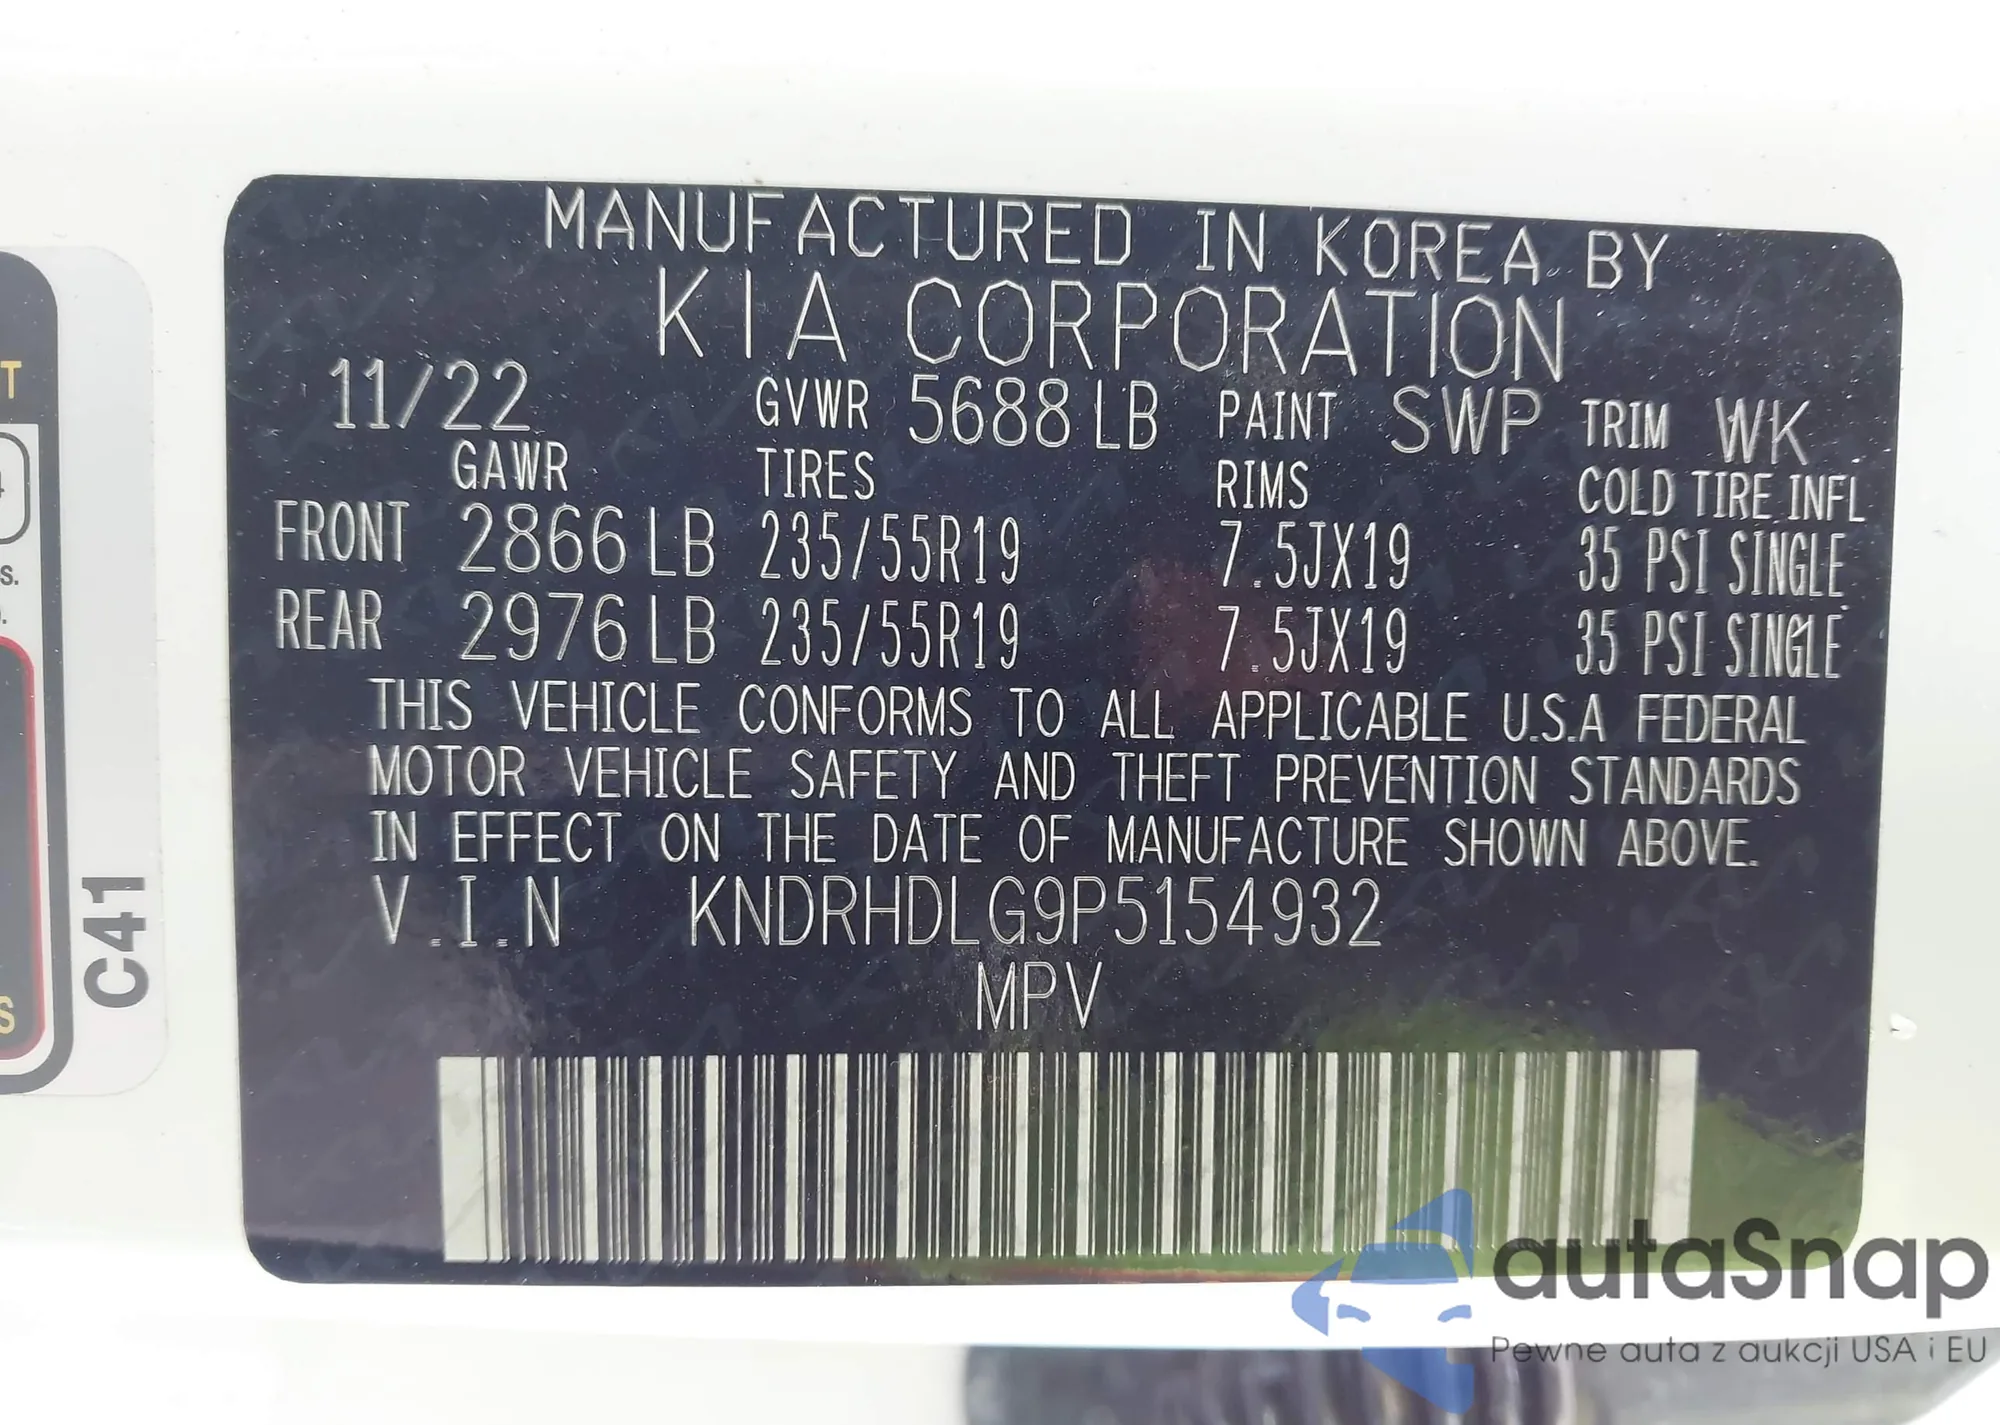 MANUFACTURED IN KOREA BY
KIA CORPORATION
11/22 GVWR 5688 LB PAINT SWP TRIM WK
GAWR TIRES RIMS COLD TIRE INFL
FRONT 2866 LB 235/55R19 7.5JX19 35 PSI SINGLE
REAR 2976 LB 235/55R19 7.5JX19 35 PSI SINGLE
THIS VEHICLE CONFORMS TO ALL APPLICABLE U.S.A FEDERAL
MOTOR VEHICLE SAFETY AND THEFT PREVENTION STANDARDS
IN EFFECT ON THE DATE OF MANUFACTURE SHOWN ABOVE.
V.I.N KNDRHDLG9P5154932
MPV
C41
autaSnap
Pewne auta z aukcji USA i EU